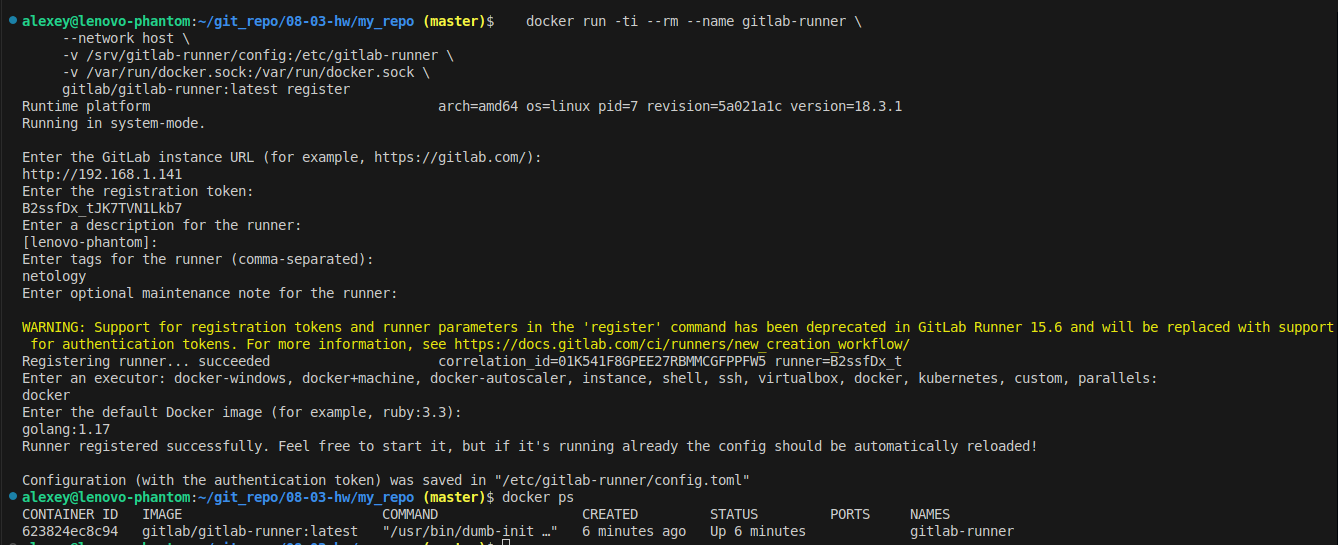 alexey@lenovo-phantom:~/git_repo/08-03-hw/my_repo (master)$    docker run -ti --rm --name gitlab-runner \
     --network host \
     -v /srv/gitlab-runner/config:/etc/gitlab-runner \
     -v /var/run/docker.sock:/var/run/docker.sock \
     gitlab/gitlab-runner:latest register
Runtime platform                                    arch=amd64 os=linux pid=7 revision=5a021a1c version=18.3.1
Running in system-mode.

Enter the GitLab instance URL (for example, https://gitlab.com/):
http://192.168.1.141
Enter the registration token:
B2ssfDx_tJK7TVN1Lkb7
Enter a description for the runner:
[lenovo-phantom]:
Enter tags for the runner (comma-separated):
netology
Enter optional maintenance note for the runner:

WARNING: Support for registration tokens and runner parameters in the 'register' command has been deprecated in GitLab Runner 15.6 and will be replaced with support
 for authentication tokens. For more information, see https://docs.gitlab.com/ci/runners/new_creation_workflow/
Registering runner... succeeded                     correlation_id=01K541F8GPEE27RBMMCGFPPFW5 runner=B2ssfDx_t
Enter an executor: docker-windows, docker+machine, docker-autoscaler, instance, shell, ssh, virtualbox, docker, kubernetes, custom, parallels:
docker
Enter the default Docker image (for example, ruby:3.3):
golang:1.17
Runner registered successfully. Feel free to start it, but if it's running already the config should be automatically reloaded!

Configuration (with the authentication token) was saved in "/etc/gitlab-runner/config.toml"
alexey@lenovo-phantom:~/git_repo/08-03-hw/my_repo (master)$ docker ps
CONTAINER ID   IMAGE                         COMMAND                  CREATED         STATUS         PORTS     NAMES
623824ec8c94   gitlab/gitlab-runner:latest   "/usr/bin/dumb-init …"   6 minutes ago   Up 6 minutes             gitlab-runner
alexey@lenovo-phantom:~/git_repo/08-03-hw/my_repo (master)$